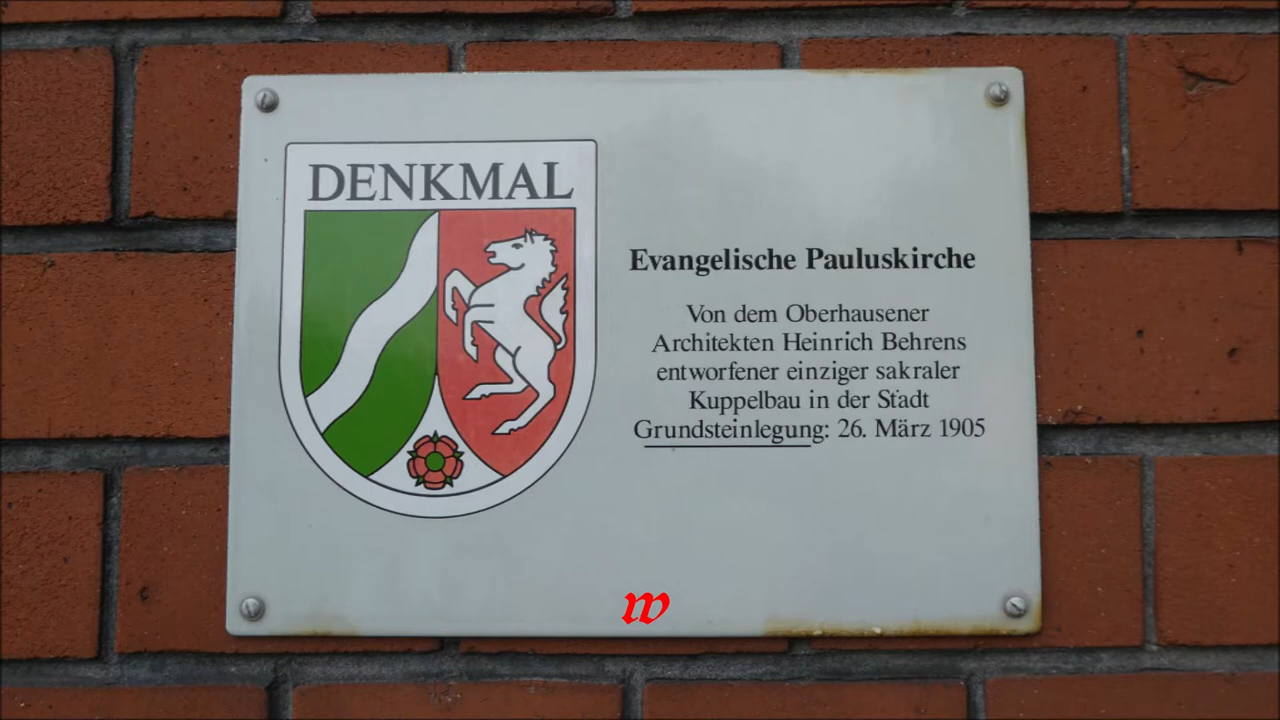 DENKMAL
Evangelische Pauluskirche
Von dem Oberhausener
Architekten Heinrich Behrens
entworfener einziger sakraler
Kuppelbau in der Stadt
Grundsteinlegung: 26. März 1905
w